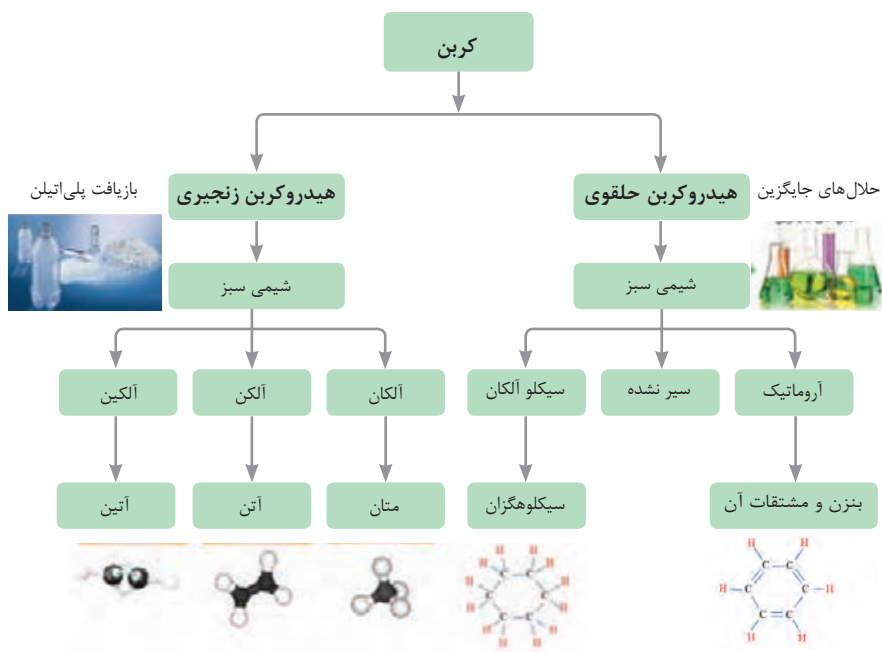 کربن
هیدروکربن حلقوی
هیدروکربن زنجیری
حلال‌های جایگزین
بازیافت پلی‌اتیلن
شیمی سبز
شیمی سبز
آروماتیک
سیر نشده
سیکلو آلکان
آلکان
آلکن
آلکین
بنزن و مشتقات آن
سیکلوهگزان
متان
آتن
آتین
H H
H C C H
C C
H C C H
H H
H H H H
H H
H C C H
H C C H
H C C H
H H H H